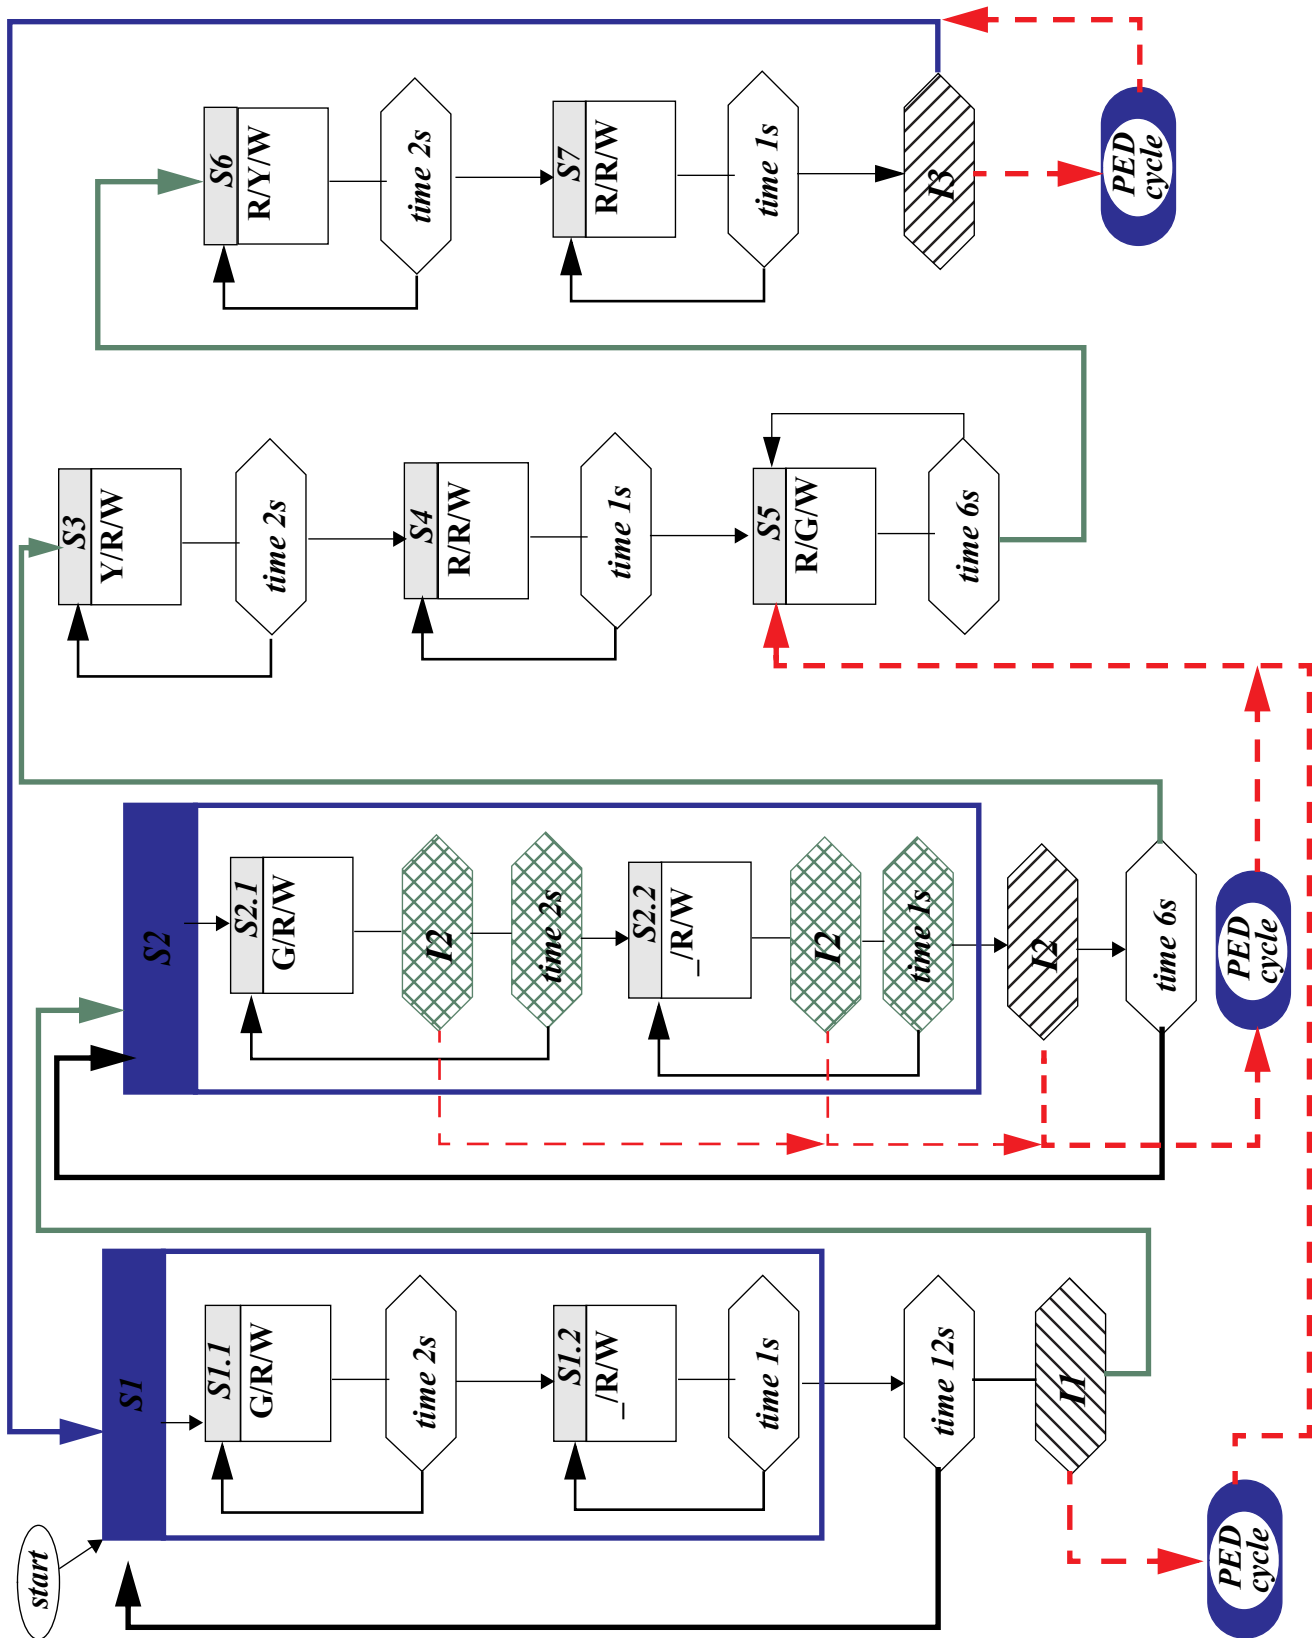 start
S1
S1.1
G/R/W
time 2s
S1.2
_/R/W
time 1s
time 12s
I1
PED
cycle
S2
S2.1
G/R/W
I2
time 2s
S2.2
_/R/W
I2
time 1s
I2
time 6s
PED
cycle
S3
Y/R/W
time 2s
S4
R/R/W
time 1s
S5
R/G/W
time 6s
S6
R/Y/W
time 2s
S7
R/R/W
time 1s
I3
PED
cycle